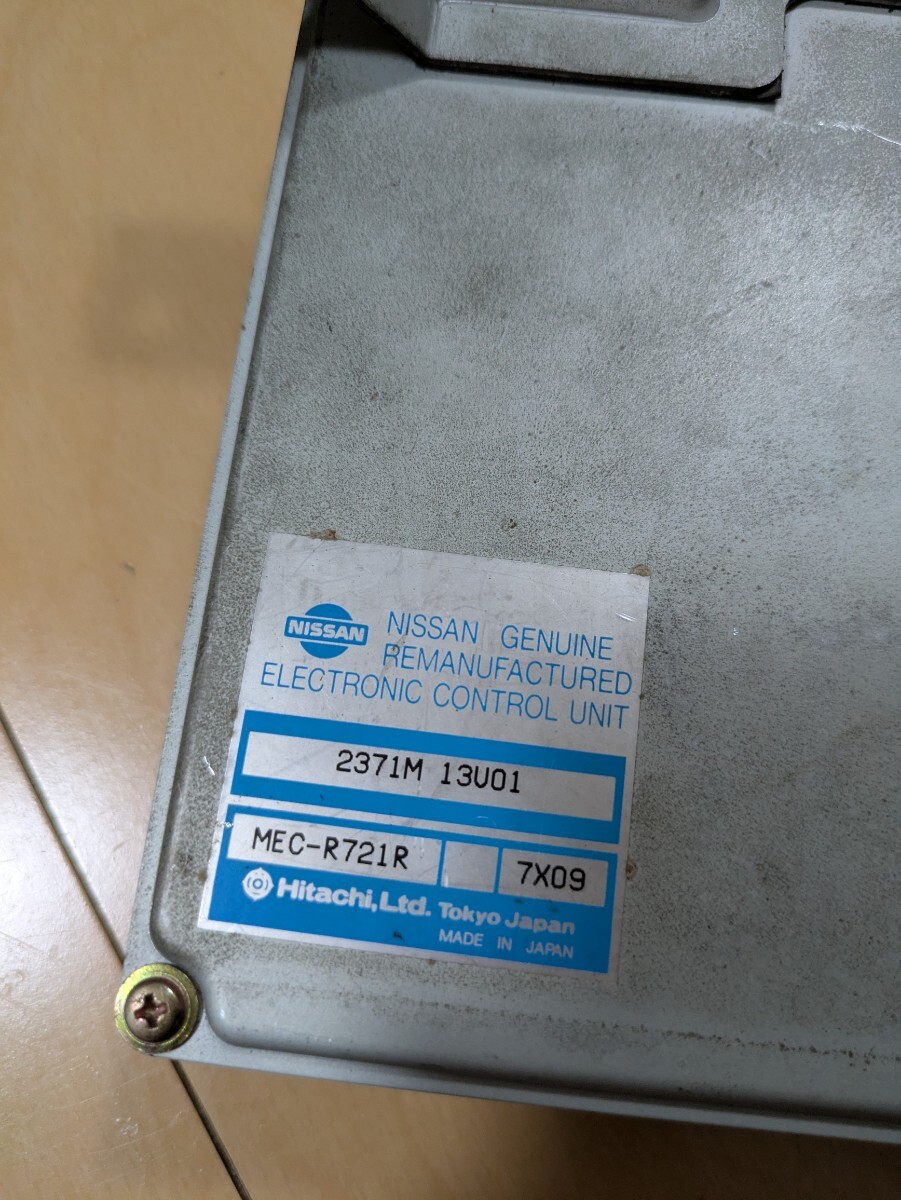 NISSAN
NISSAN GENUINE
REMANUFACTURED
ELECTRONIC CONTROL UNIT
2371M 13U01
MEC-R721R 7X09
Hitachi,Ltd. Tokyo Japan
MADE IN JAPAN